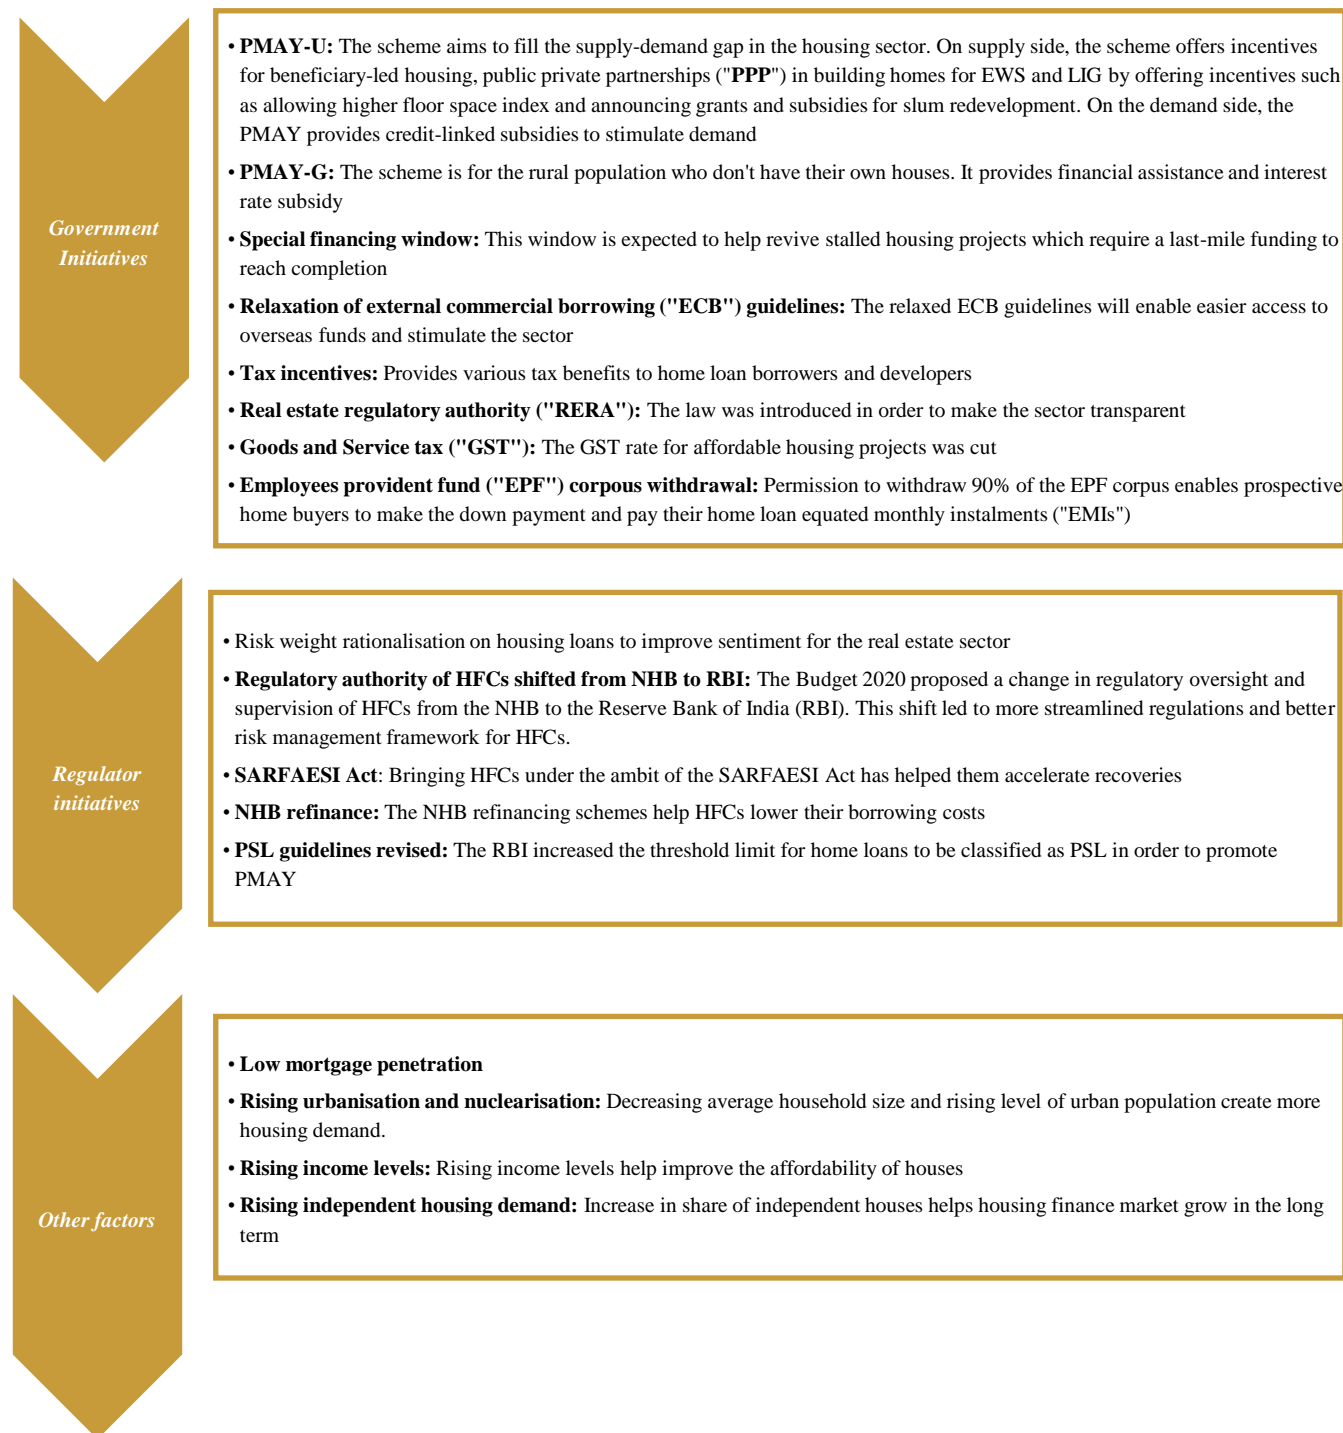 Government
Initiatives
• PMAY-U: The scheme aims to fill the supply-demand gap in the housing sector. On supply side, the scheme offers incentives
for beneficiary-led housing, public private partnerships ("PPP") in building homes for EWS and LIG by offering incentives such
as allowing higher floor space index and announcing grants and subsidies for slum redevelopment. On the demand side, the
PMAY provides credit-linked subsidies to stimulate demand
• PMAY-G: The scheme is for the rural population who don't have their own houses. It provides financial assistance and interest
rate subsidy
• Special financing window: This window is expected to help revive stalled housing projects which require a last-mile funding to
reach completion
• Relaxation of external commercial borrowing ("ECB") guidelines: The relaxed ECB guidelines will enable easier access to
overseas funds and stimulate the sector
• Tax incentives: Provides various tax benefits to home loan borrowers and developers
• Real estate regulatory authority ("RERA"): The law was introduced in order to make the sector transparent
• Goods and Service tax ("GST"): The GST rate for affordable housing projects was cut
• Employees provident fund ("EPF") corpous withdrawal: Permission to withdraw 90% of the EPF corpus enables prospective
home buyers to make the down payment and pay their home loan equated monthly instalments ("EMIs")
Regulator
initiatives
• Risk weight rationalisation on housing loans to improve sentiment for the real estate sector
• Regulatory authority of HFCs shifted from NHB to RBI: The Budget 2020 proposed a change in regulatory oversight and
supervision of HFCs from the NHB to the Reserve Bank of India (RBI). This shift led to more streamlined regulations and better
risk management framework for HFCs.
• SARFAESI Act: Bringing HFCs under the ambit of the SARFAESI Act has helped them accelerate recoveries
• NHB refinance: The NHB refinancing schemes help HFCs lower their borrowing costs
• PSL guidelines revised: The RBI increased the threshold limit for home loans to be classified as PSL in order to promote
PMAY
Other factors
• Low mortgage penetration
• Rising urbanisation and nuclearisation: Decreasing average household size and rising level of urban population create more
housing demand.
• Rising income levels: Rising income levels help improve the affordability of houses
• Rising independent housing demand: Increase in share of independent houses helps housing finance market grow in the long
term